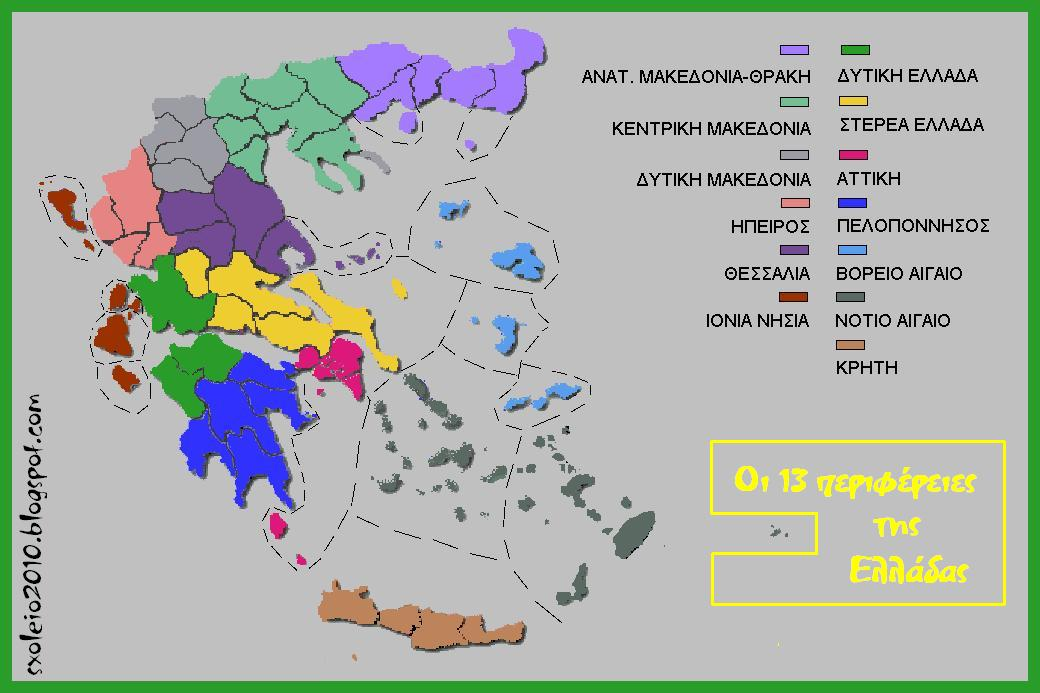 ΑΝΑΤ. ΜΑΚΕΔΟΝΙΑ-ΘΡΑΚΗ
ΚΕΝΤΡΙΚΗ ΜΑΚΕΔΟΝΙΑ
ΔΥΤΙΚΗ ΜΑΚΕΔΟΝΙΑ
ΗΠΕΙΡΟΣ
ΘΕΣΣΑΛΙΑ
ΙΟΝΙΑ ΝΗΣΙΑ
ΔΥΤΙΚΗ ΕΛΛΑΔΑ
ΣΤΕΡΕΑ ΕΛΛΑΔΑ
ΑΤΤΙΚΗ
ΠΕΛΟΠΟΝΝΗΣΟΣ
ΒΟΡΕΙΟ ΑΙΓΑΙΟ
ΝΟΤΙΟ ΑΙΓΑΙΟ
ΚΡΗΤΗ
Οι 13 περιφέρειες
της
Ελλάδας
sxoleio2010.blogspot.com